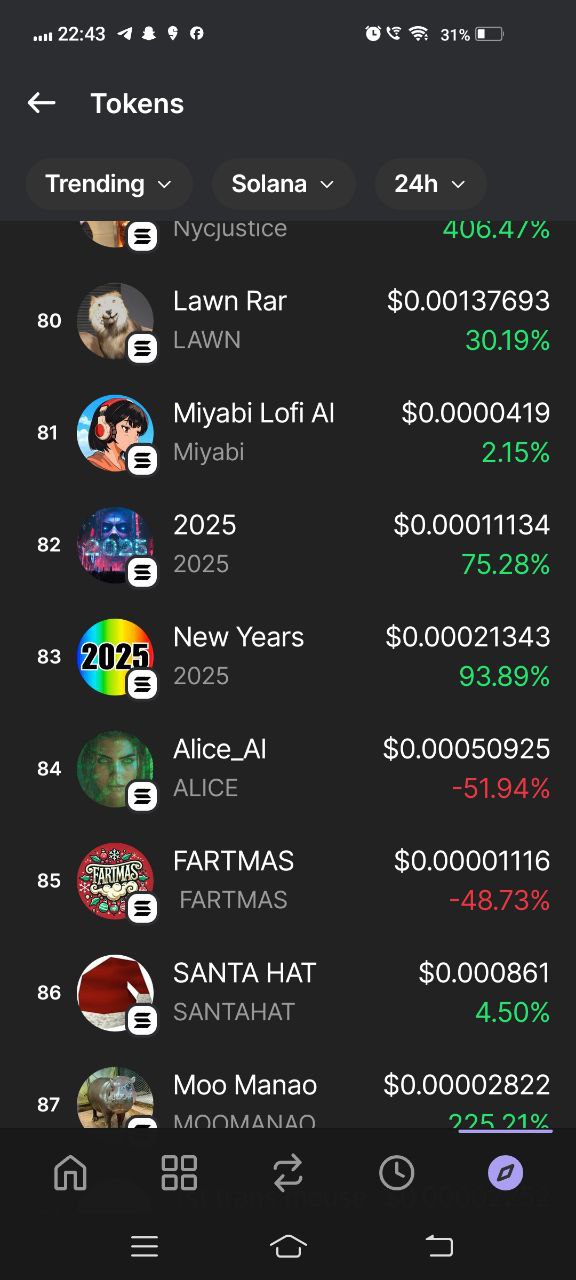 22:43
31%
Tokens
Trending Solana 24h
Nycjustice 406.47%
80 Lawn Rar $0.00137693
LAWN 30.19%
81 Miyabi Lofi AI $0.0000419
Miyabi 2.15%
82 2025 $0.00011134
2025 2025 75.28%
83 New Years $0.00021343
2025 2025 93.89%
84 Alice_AI $0.00050925
ALICE -51.94%
85 FARTMAS $0.00001116
FARTMAS FARTMAS -48.73%
86 SANTA HAT $0.000861
SANTAHAT 4.50%
87 Moo Manao $0.00002822
MOOMANAO 225.21%